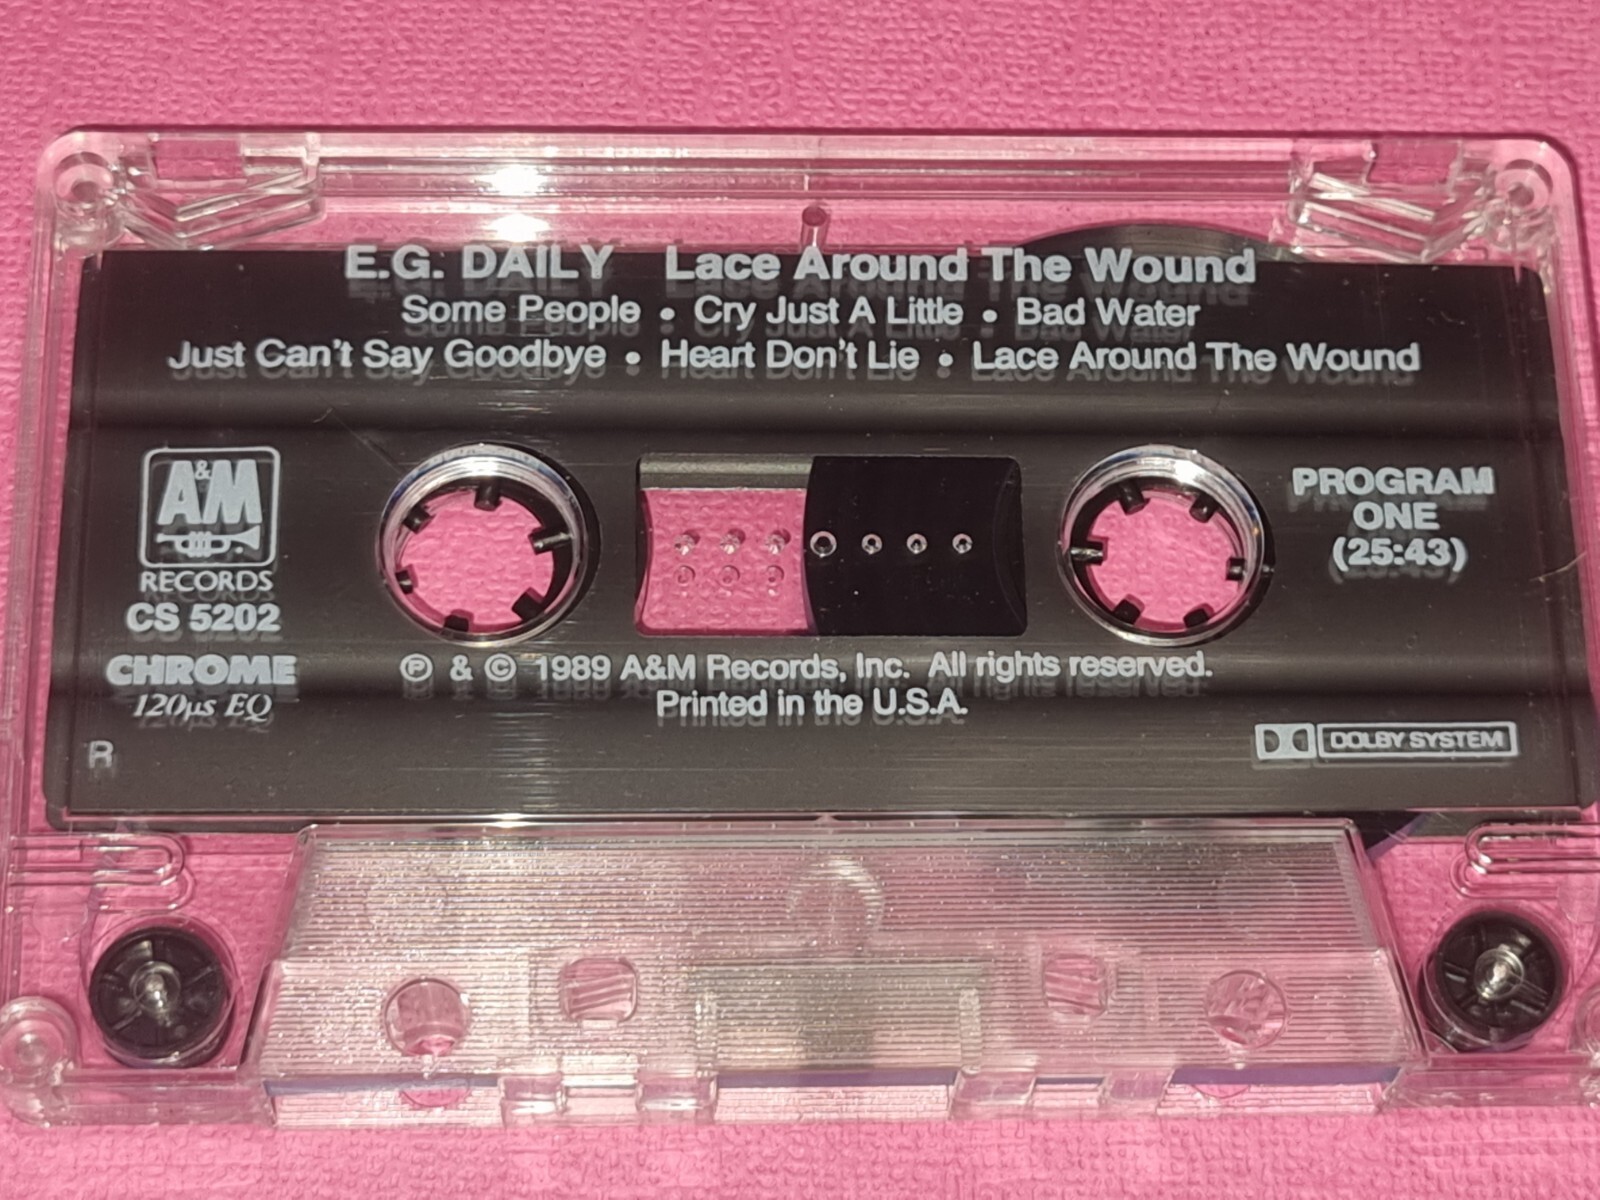 E.G. DAILY Lace Around The Wound
Some People • Cry Just A Little • Bad Water
Just Can't Say Goodbye • Heart Don't Lie • Lace Around The Wound
A&M
RECORDS
CS 5202
CHROME
120µs EQ
R
PROGRAM
ONE
(25:43)
℗ & © 1989 A&M Records, Inc. All rights reserved.
Printed in the U.S.A.
DOLBY SYSTEM